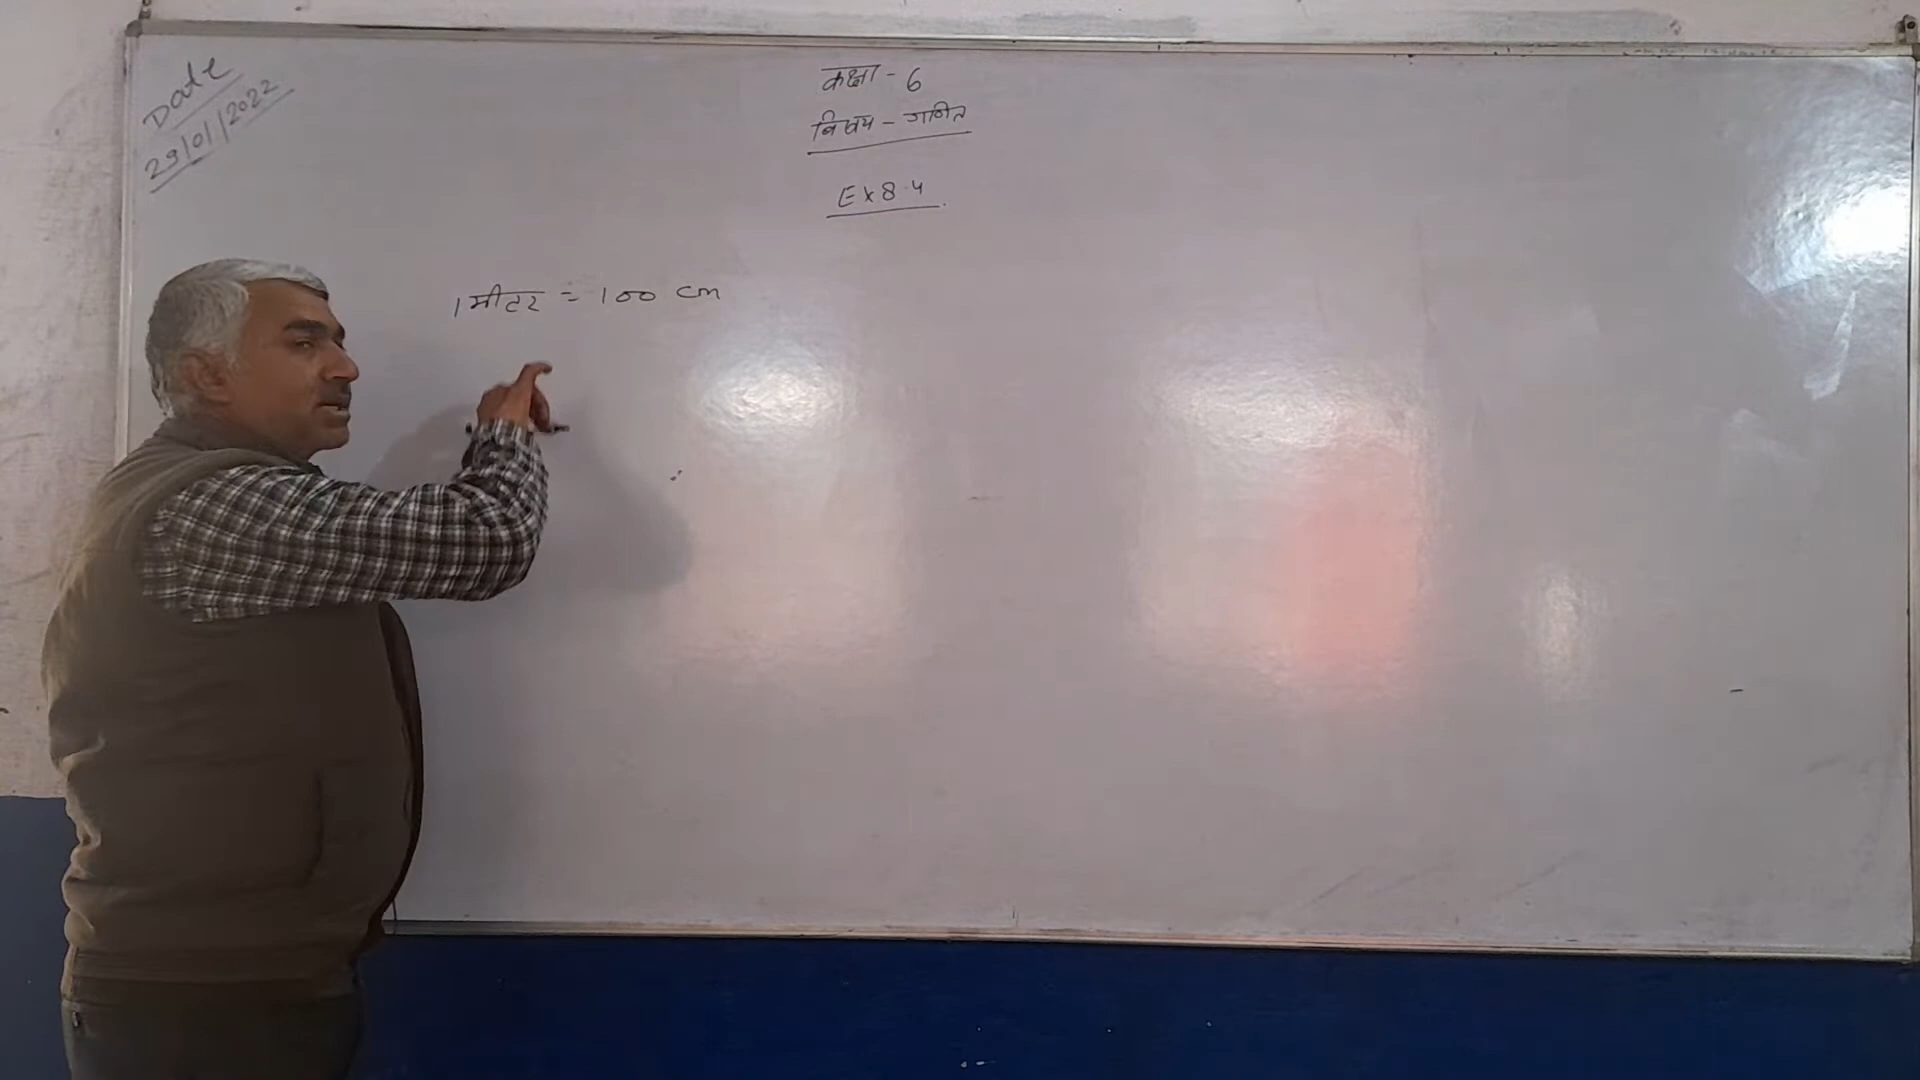 Date
29/01/2022
कक्षा - 6
विषय - गणित
Ex 8.4
1 मीटर = 100 cm